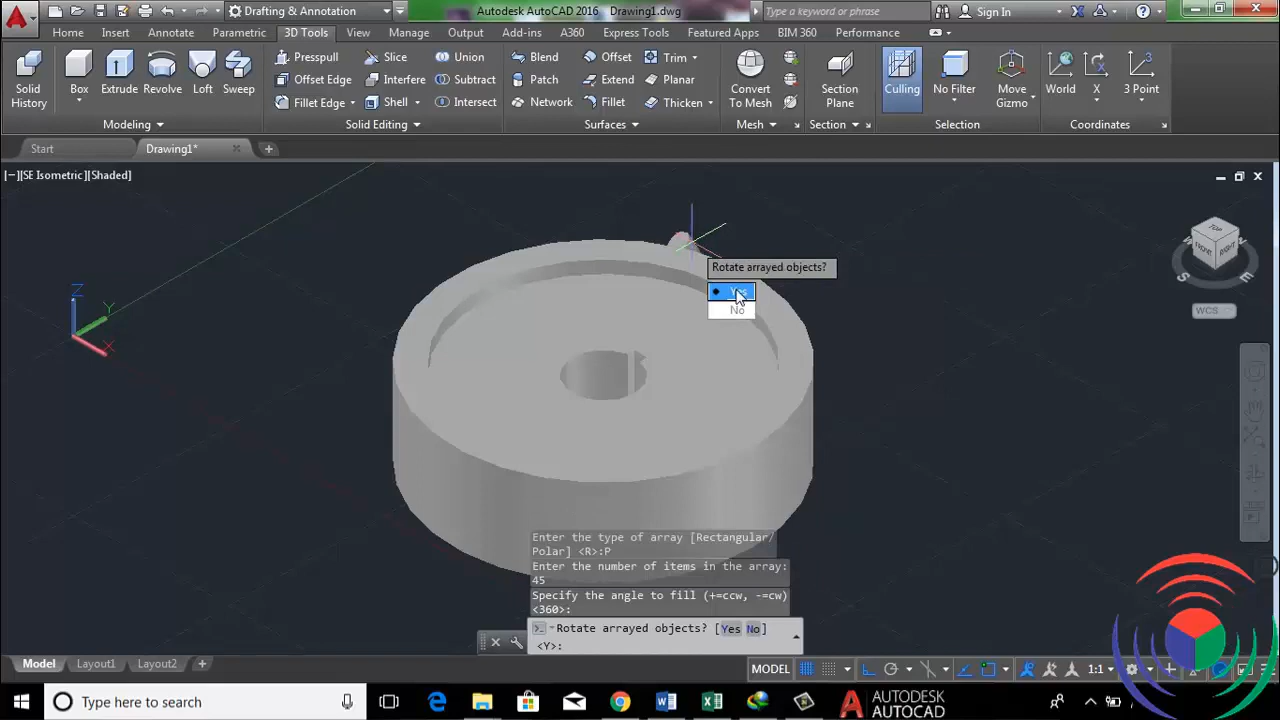 Drafting & Annotation
Autodesk AutoCAD 2016 Drawing1.dwg
Type a keyword or phrase
Sign In
Home Insert Annotate Parametric 3D Tools View Manage Output Add-ins A360 Express Tools Featured Apps BIM 360 Performance
Solid History
Box
Extrude
Revolve
Loft
Sweep
Presspull
Offset Edge
Fillet Edge
Slice
Interfere
Shell
Union
Subtract
Intersect
Blend
Patch
Network
Offset
Extend
Fillet
Trim
Planar
Thicken
Convert To Mesh
Section Plane
Culling
No Filter
Move Gizmo
World
X
3 Point
Modeling
Solid Editing
Surfaces
Mesh
Section
Selection
Coordinates
Start
Drawing1*
[−][SE Isometric][Shaded]
TOP
FRONT
RIGHT
W
S
E
WCS
Z
Y
X
Rotate arrayed objects?
Yes
No
Enter the type of array [Rectangular/
Polar] <R>:P
Enter the number of items in the array:
45
Specify the angle to fill (+=ccw, -=cw)
<360>:
Rotate arrayed objects? [Yes No]
<Y>:
Model
Layout1
Layout2
MODEL
1:1
Type here to search
AUTODESK
AUTOCAD